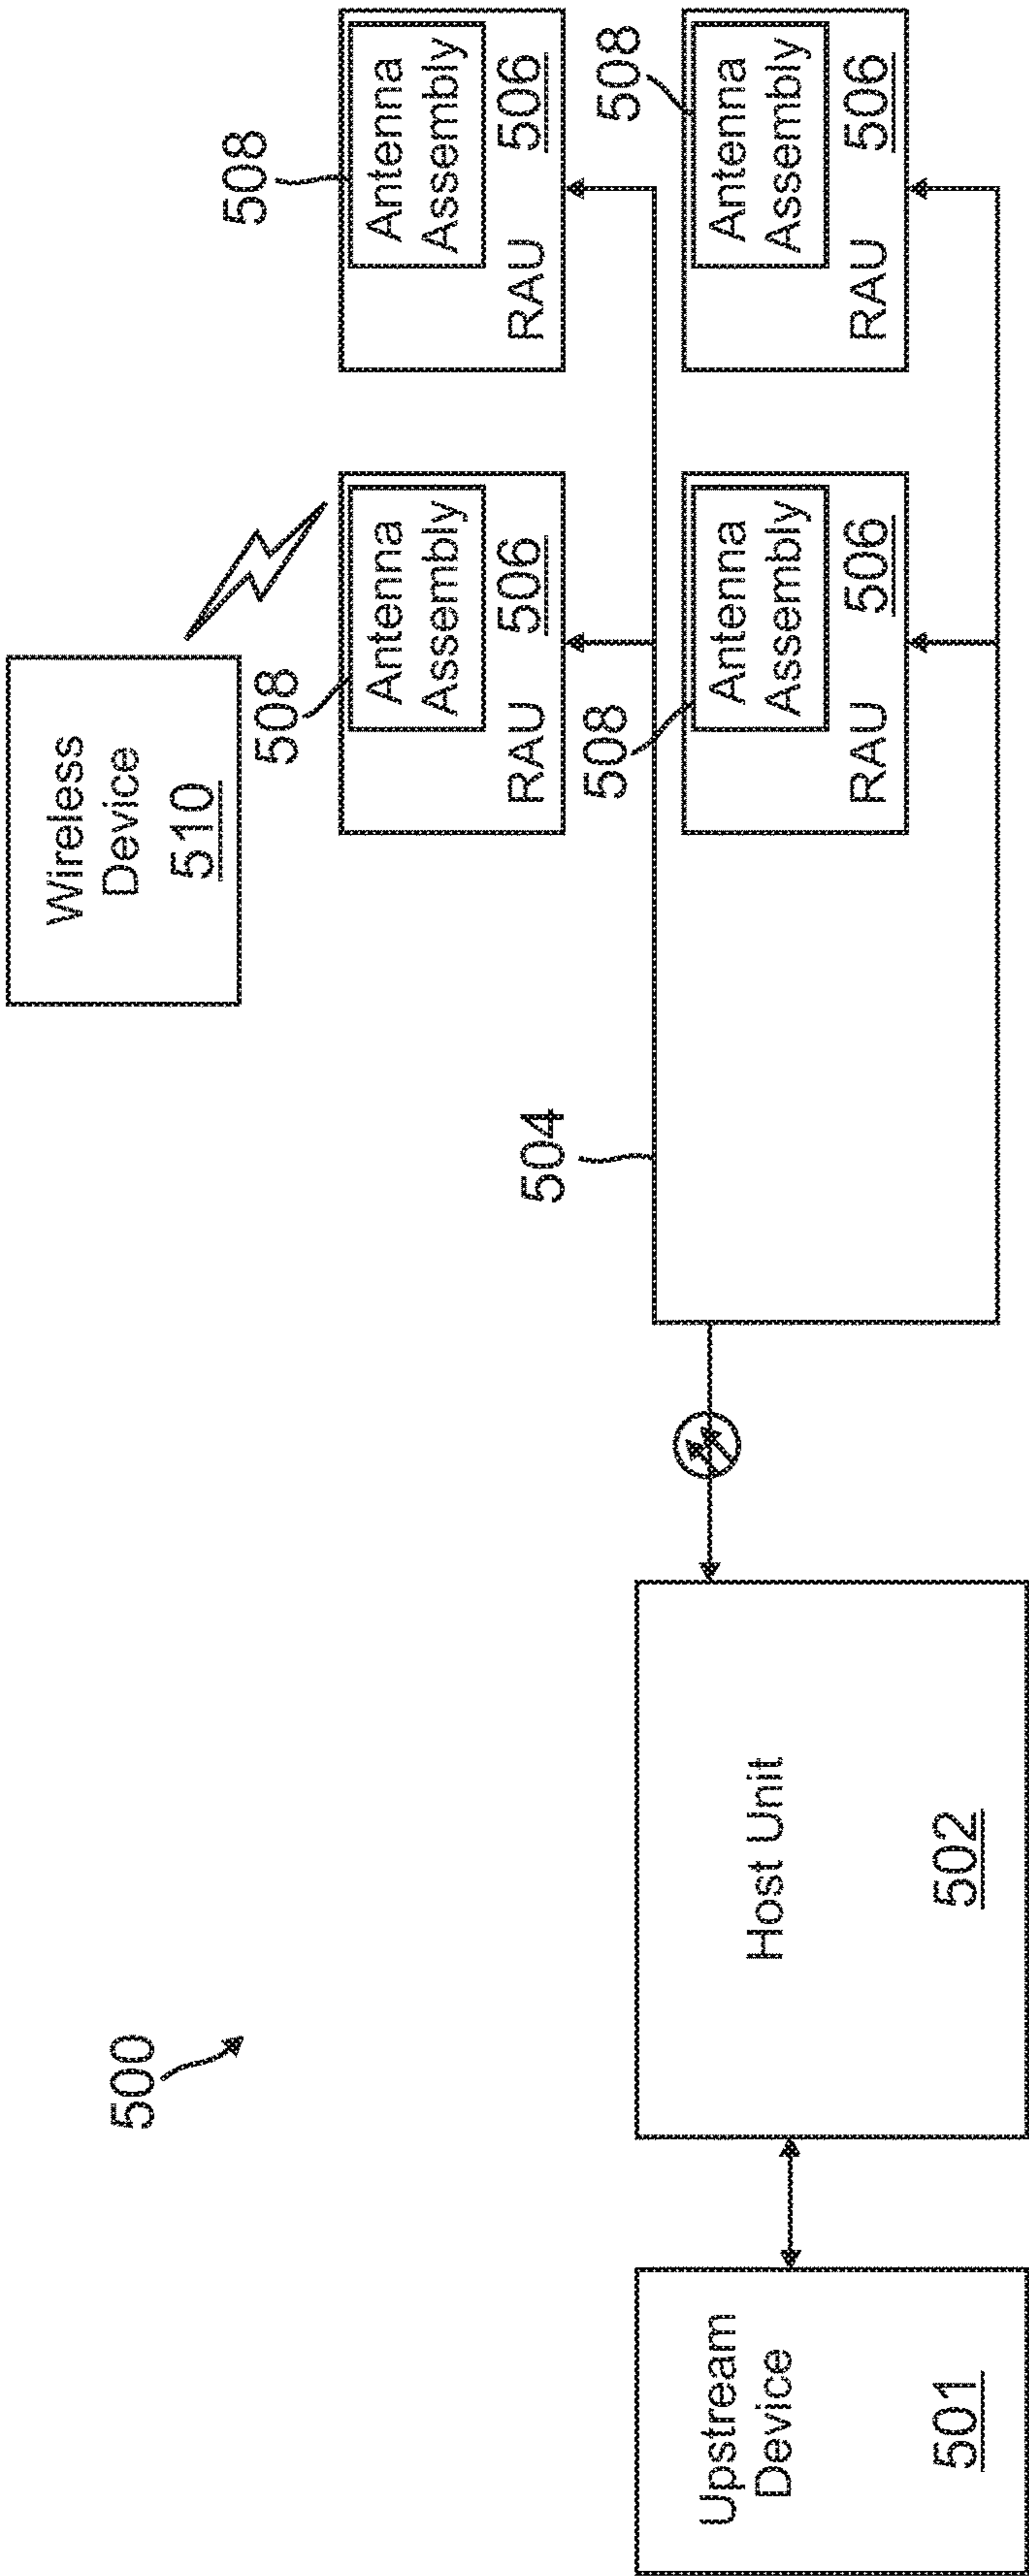 500
Wireless
Device
510
508
508
Antenna
Assembly
RAU 506
Antenna
Assembly
RAU 506
504
508
508
Antenna
Assembly
RAU 506
Antenna
Assembly
RAU 506
Upstream
Device
501
Host Unit
502